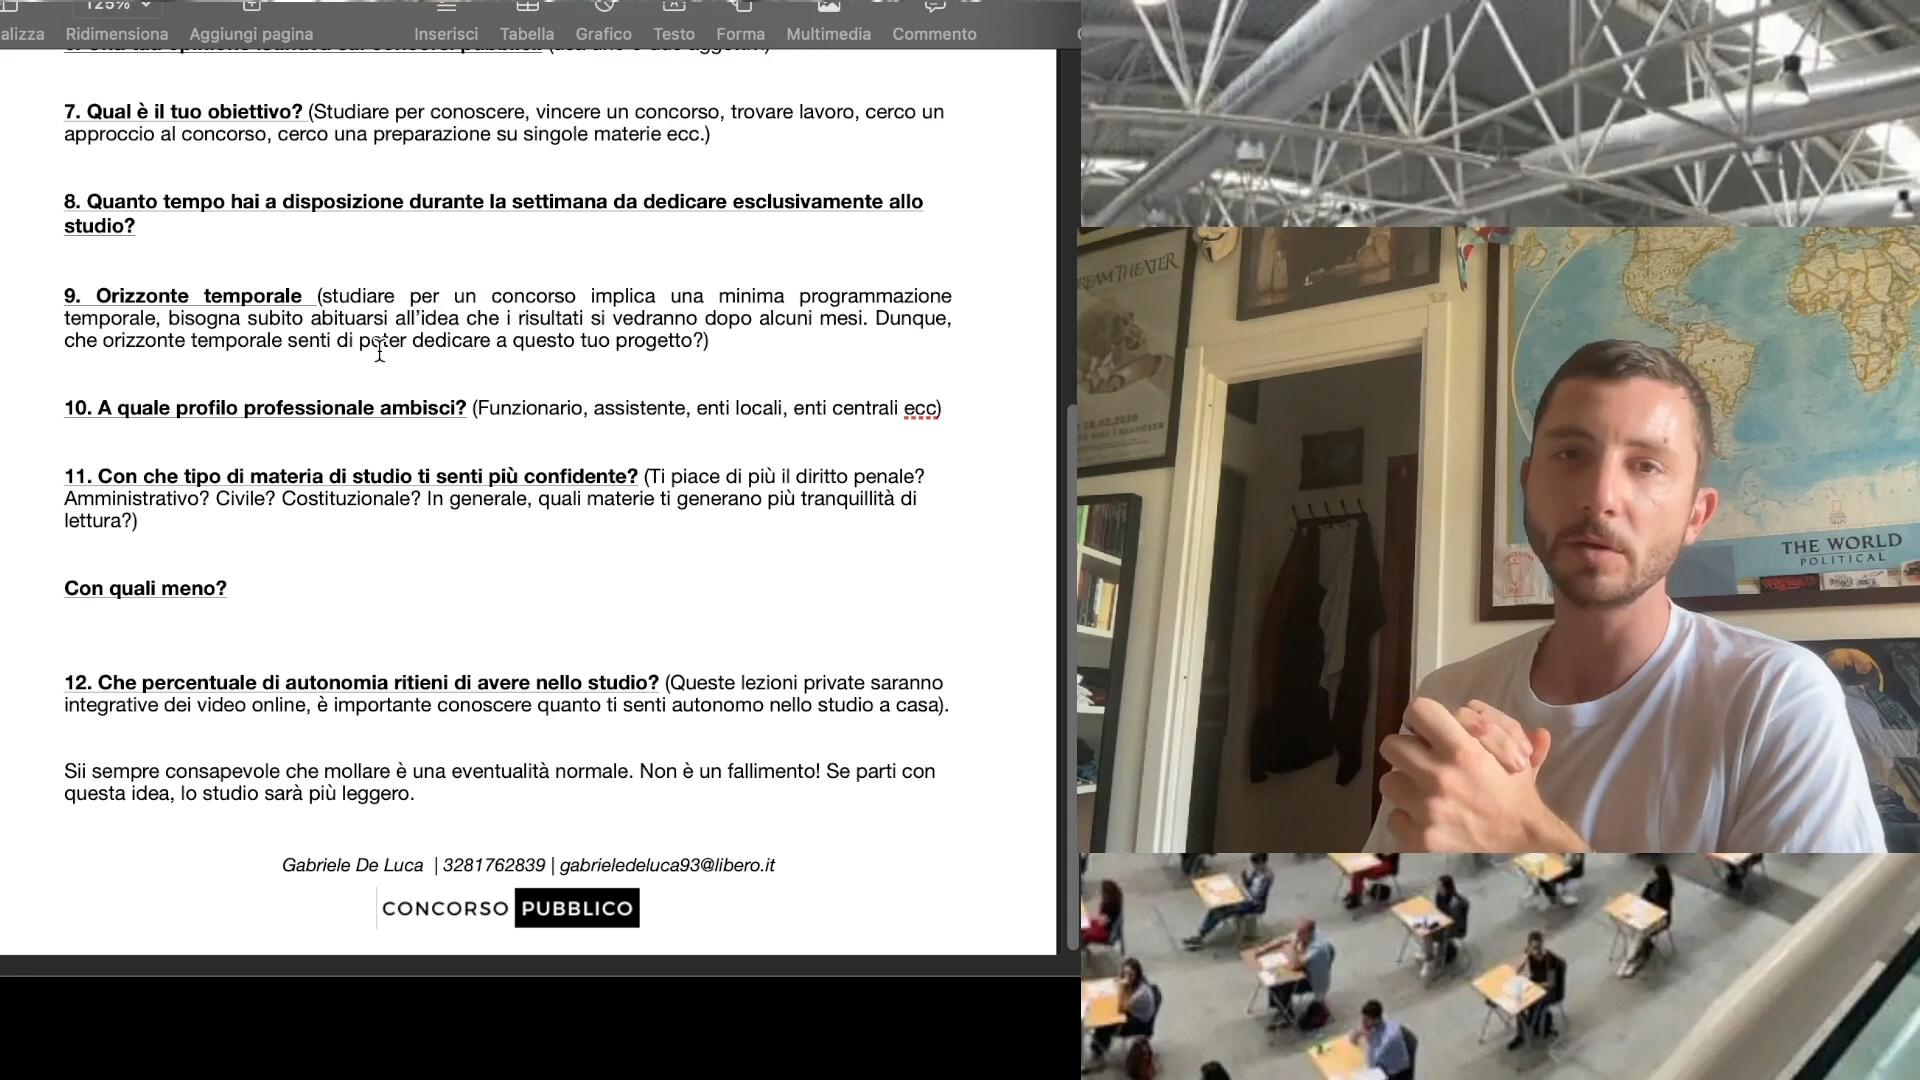 125%
alizza Ridimensiona Aggiungi pagina Inserisci Tabella Grafico Testo Forma Multimedia Commento
7. Qual è il tuo obiettivo? (Studiare per conoscere, vincere un concorso, trovare lavoro, cerco un
approccio al concorso, cerco una preparazione su singole materie ecc.)
8. Quanto tempo hai a disposizione durante la settimana da dedicare esclusivamente allo
studio?
9. Orizzonte temporale (studiare per un concorso implica una minima programmazione
temporale, bisogna subito abituarsi all’idea che i risultati si vedranno dopo alcuni mesi. Dunque,
che orizzonte temporale senti di poter dedicare a questo tuo progetto?)
10. A quale profilo professionale ambisci? (Funzionario, assistente, enti locali, enti centrali ecc)
11. Con che tipo di materia di studio ti senti più confidente? (Ti piace di più il diritto penale?
Amministrativo? Civile? Costituzionale? In generale, quali materie ti generano più tranquillità di
lettura?)
Con quali meno?
12. Che percentuale di autonomia ritieni di avere nello studio? (Queste lezioni private saranno
integrative dei video online, è importante conoscere quanto ti senti autonomo nello studio a casa).
Sii sempre consapevole che mollare è una eventualità normale. Non è un fallimento! Se parti con
questa idea, lo studio sarà più leggero.
Gabriele De Luca | 3281762839 | gabrieledeluca93@libero.it
CONCORSO PUBBLICO
REAM THEATER
THE WORLD
POLITICAL